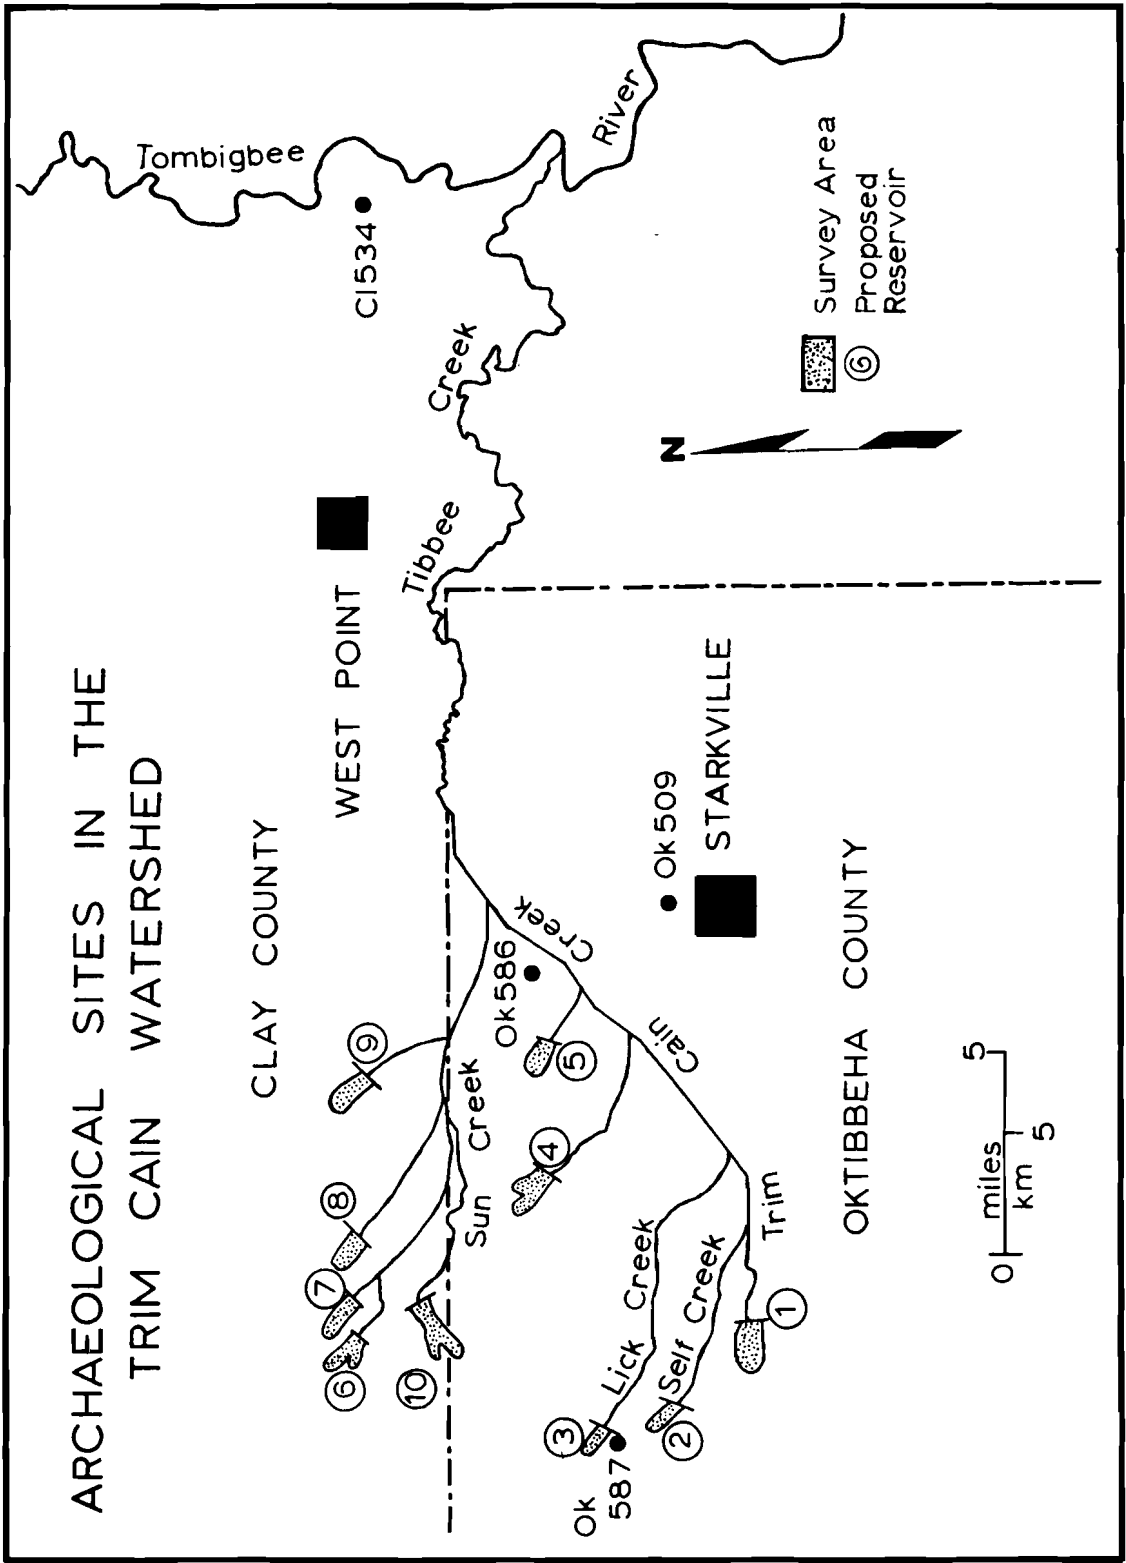 ARCHAEOLOGICAL SITES IN THE
TRIM CAIN WATERSHED
CLAY COUNTY
WEST POINT
Tombigbee
River
Cl534
Tibbee
Creek
9
8
7
6
10
Sun
Creek
Ok586
5
4
Creek
Cain
Trim
Ok509
STARKVILLE
3
Ok
587
Lick
Creek
2
Self
Creek
1
OKTIBBEHA COUNTY
N
Survey Area
6
Proposed
Reservoir
0
5
miles
km
5